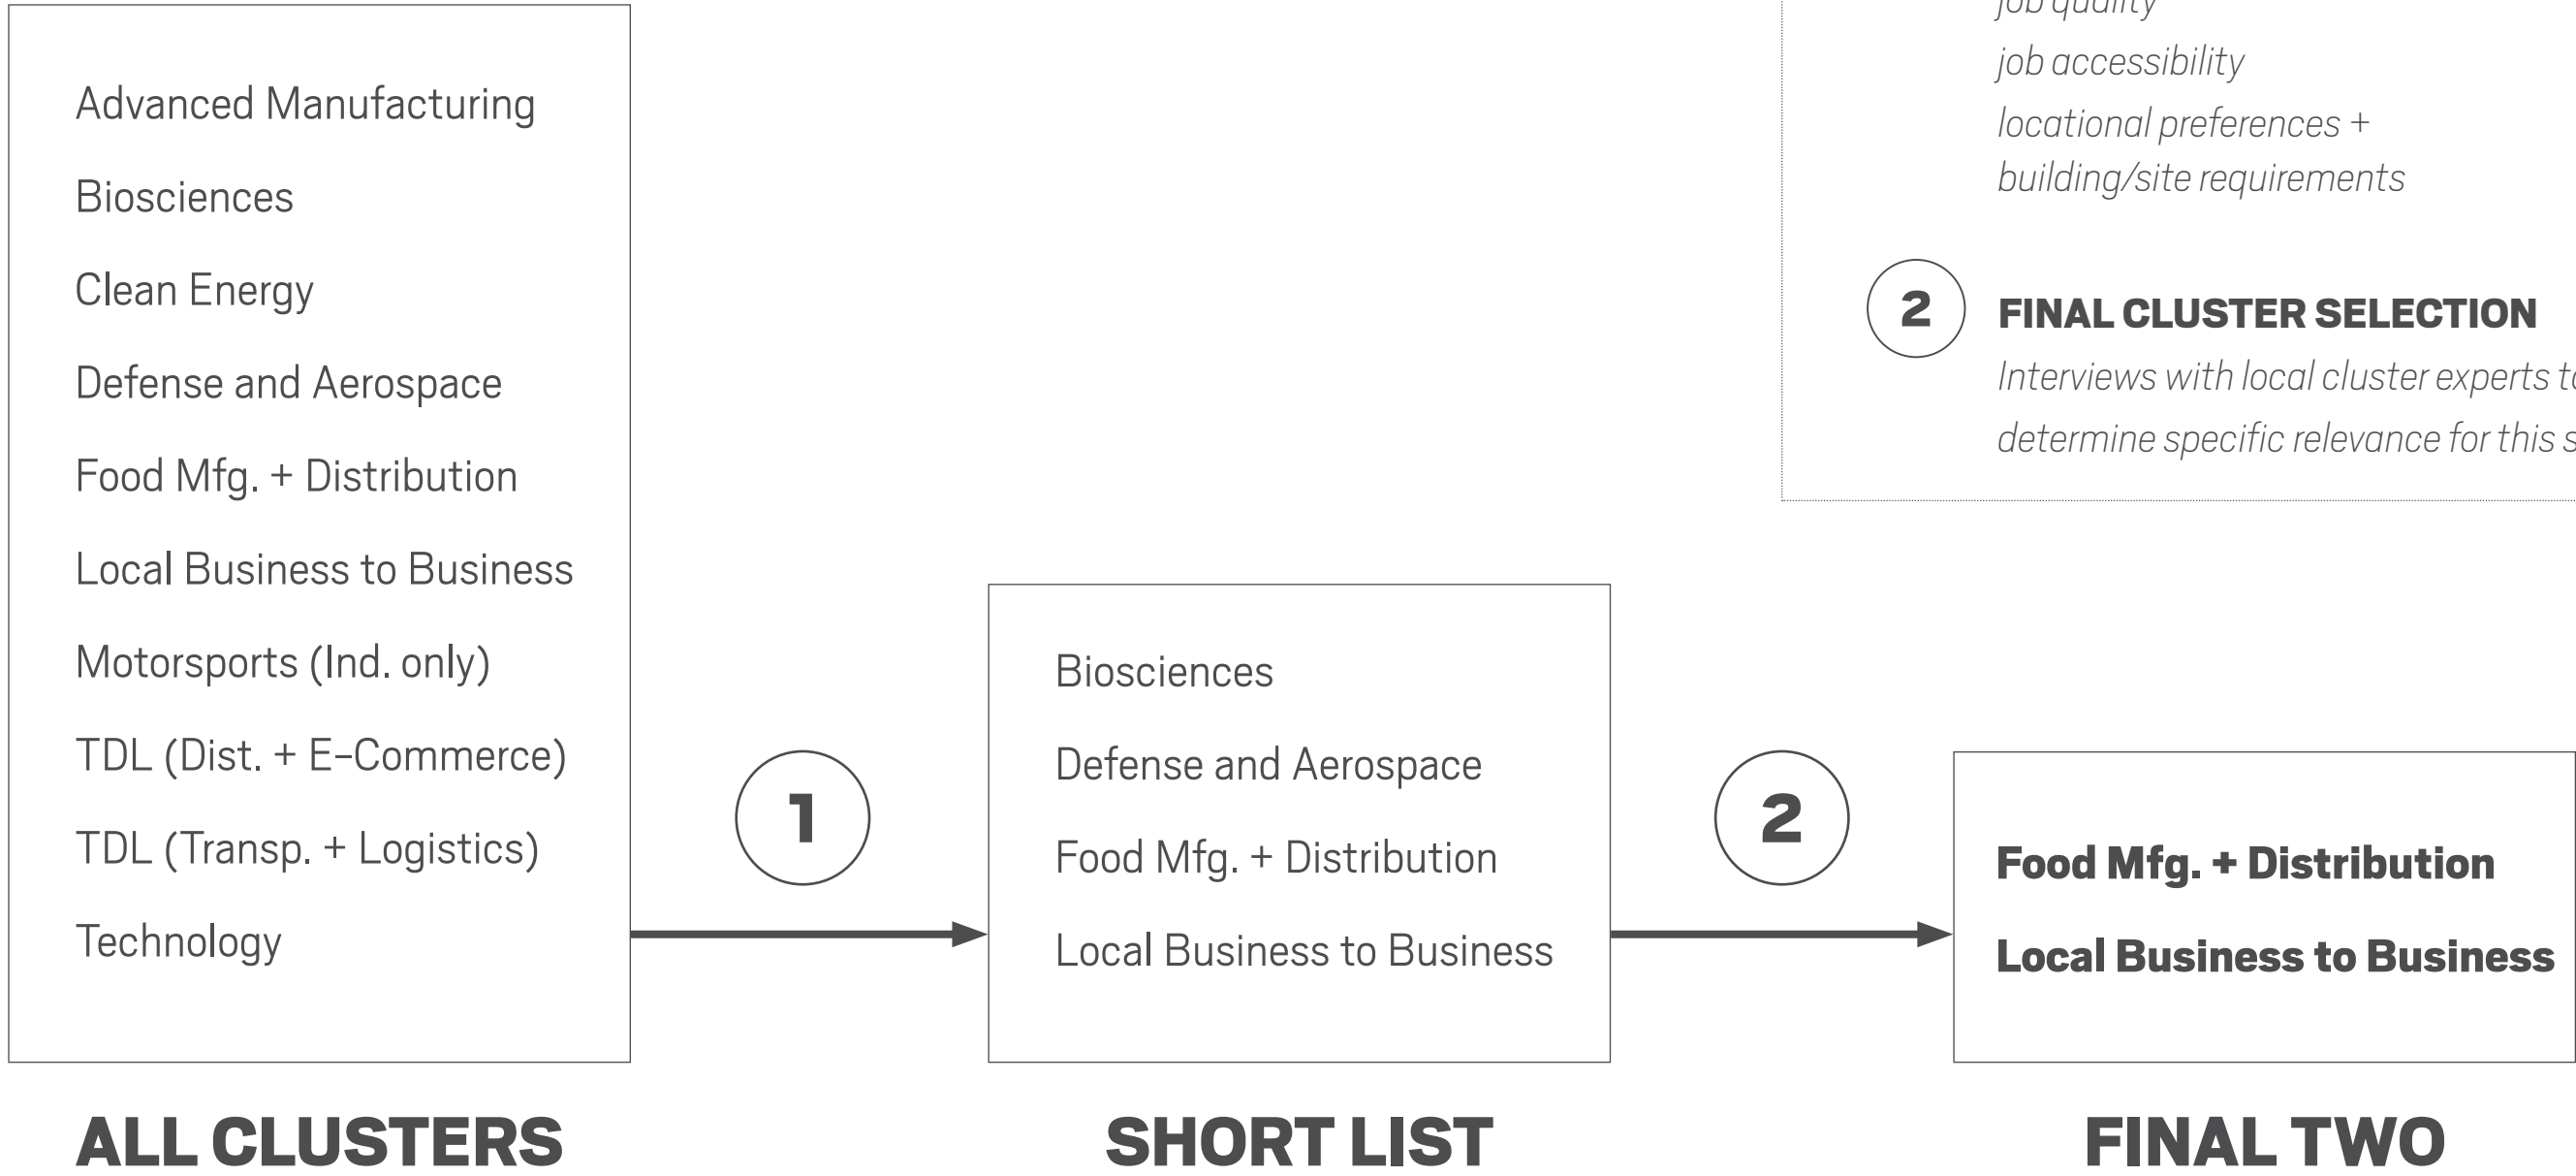 Advanced Manufacturing
Biosciences
Clean Energy
Defense and Aerospace
Food Mfg. + Distribution
Local Business to Business
Motorsports (Ind. only)
TDL (Dist. + E-Commerce)
TDL (Transp. + Logistics)
Technology
ALL CLUSTERS
1
Biosciences
Defense and Aerospace
Food Mfg. + Distribution
Local Business to Business
SHORT LIST
2
Food Mfg. + Distribution
Local Business to Business
FINAL TWO
job quality
job accessibility
locational preferences +
building/site requirements
2
FINAL CLUSTER SELECTION
Interviews with local cluster experts
determine specific relevance for this